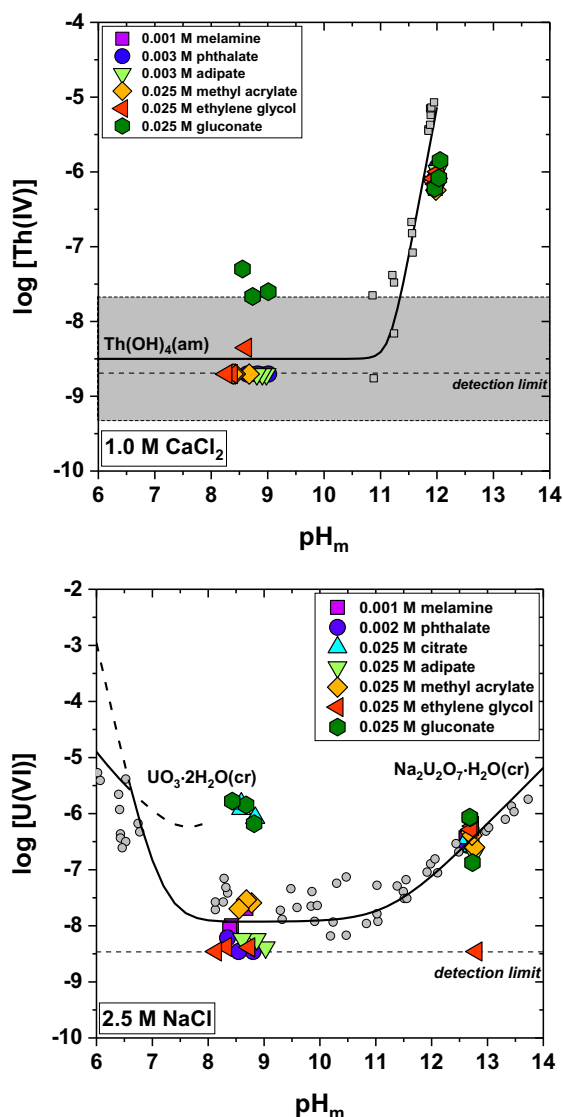 -4
0.001 M melamine
0.003 M phthalate
0.003 M adipate
0.025 M methyl acrylate
0.025 M ethylene glycol
0.025 M gluconate
-5
-6
-7
-8
-9
-10
log [Th(IV)]
Th(OH)₄(am)
detection limit
1.0 M CaCl₂
6 7 8 9 10 11 12 13 14
pHₘ
-2
0.001 M melamine
0.002 M phthalate
0.025 M citrate
0.025 M adipate
0.025 M methyl acrylate
0.025 M ethylene glycol
0.025 M gluconate
-3
-4
-5
-6
-7
-8
-9
-10
log [U(VI)]
UO₃·2H₂O(cr)
Na₂U₂O₇·H₂O(cr)
detection limit
2.5 M NaCl
6 7 8 9 10 11 12 13 14
pHₘ